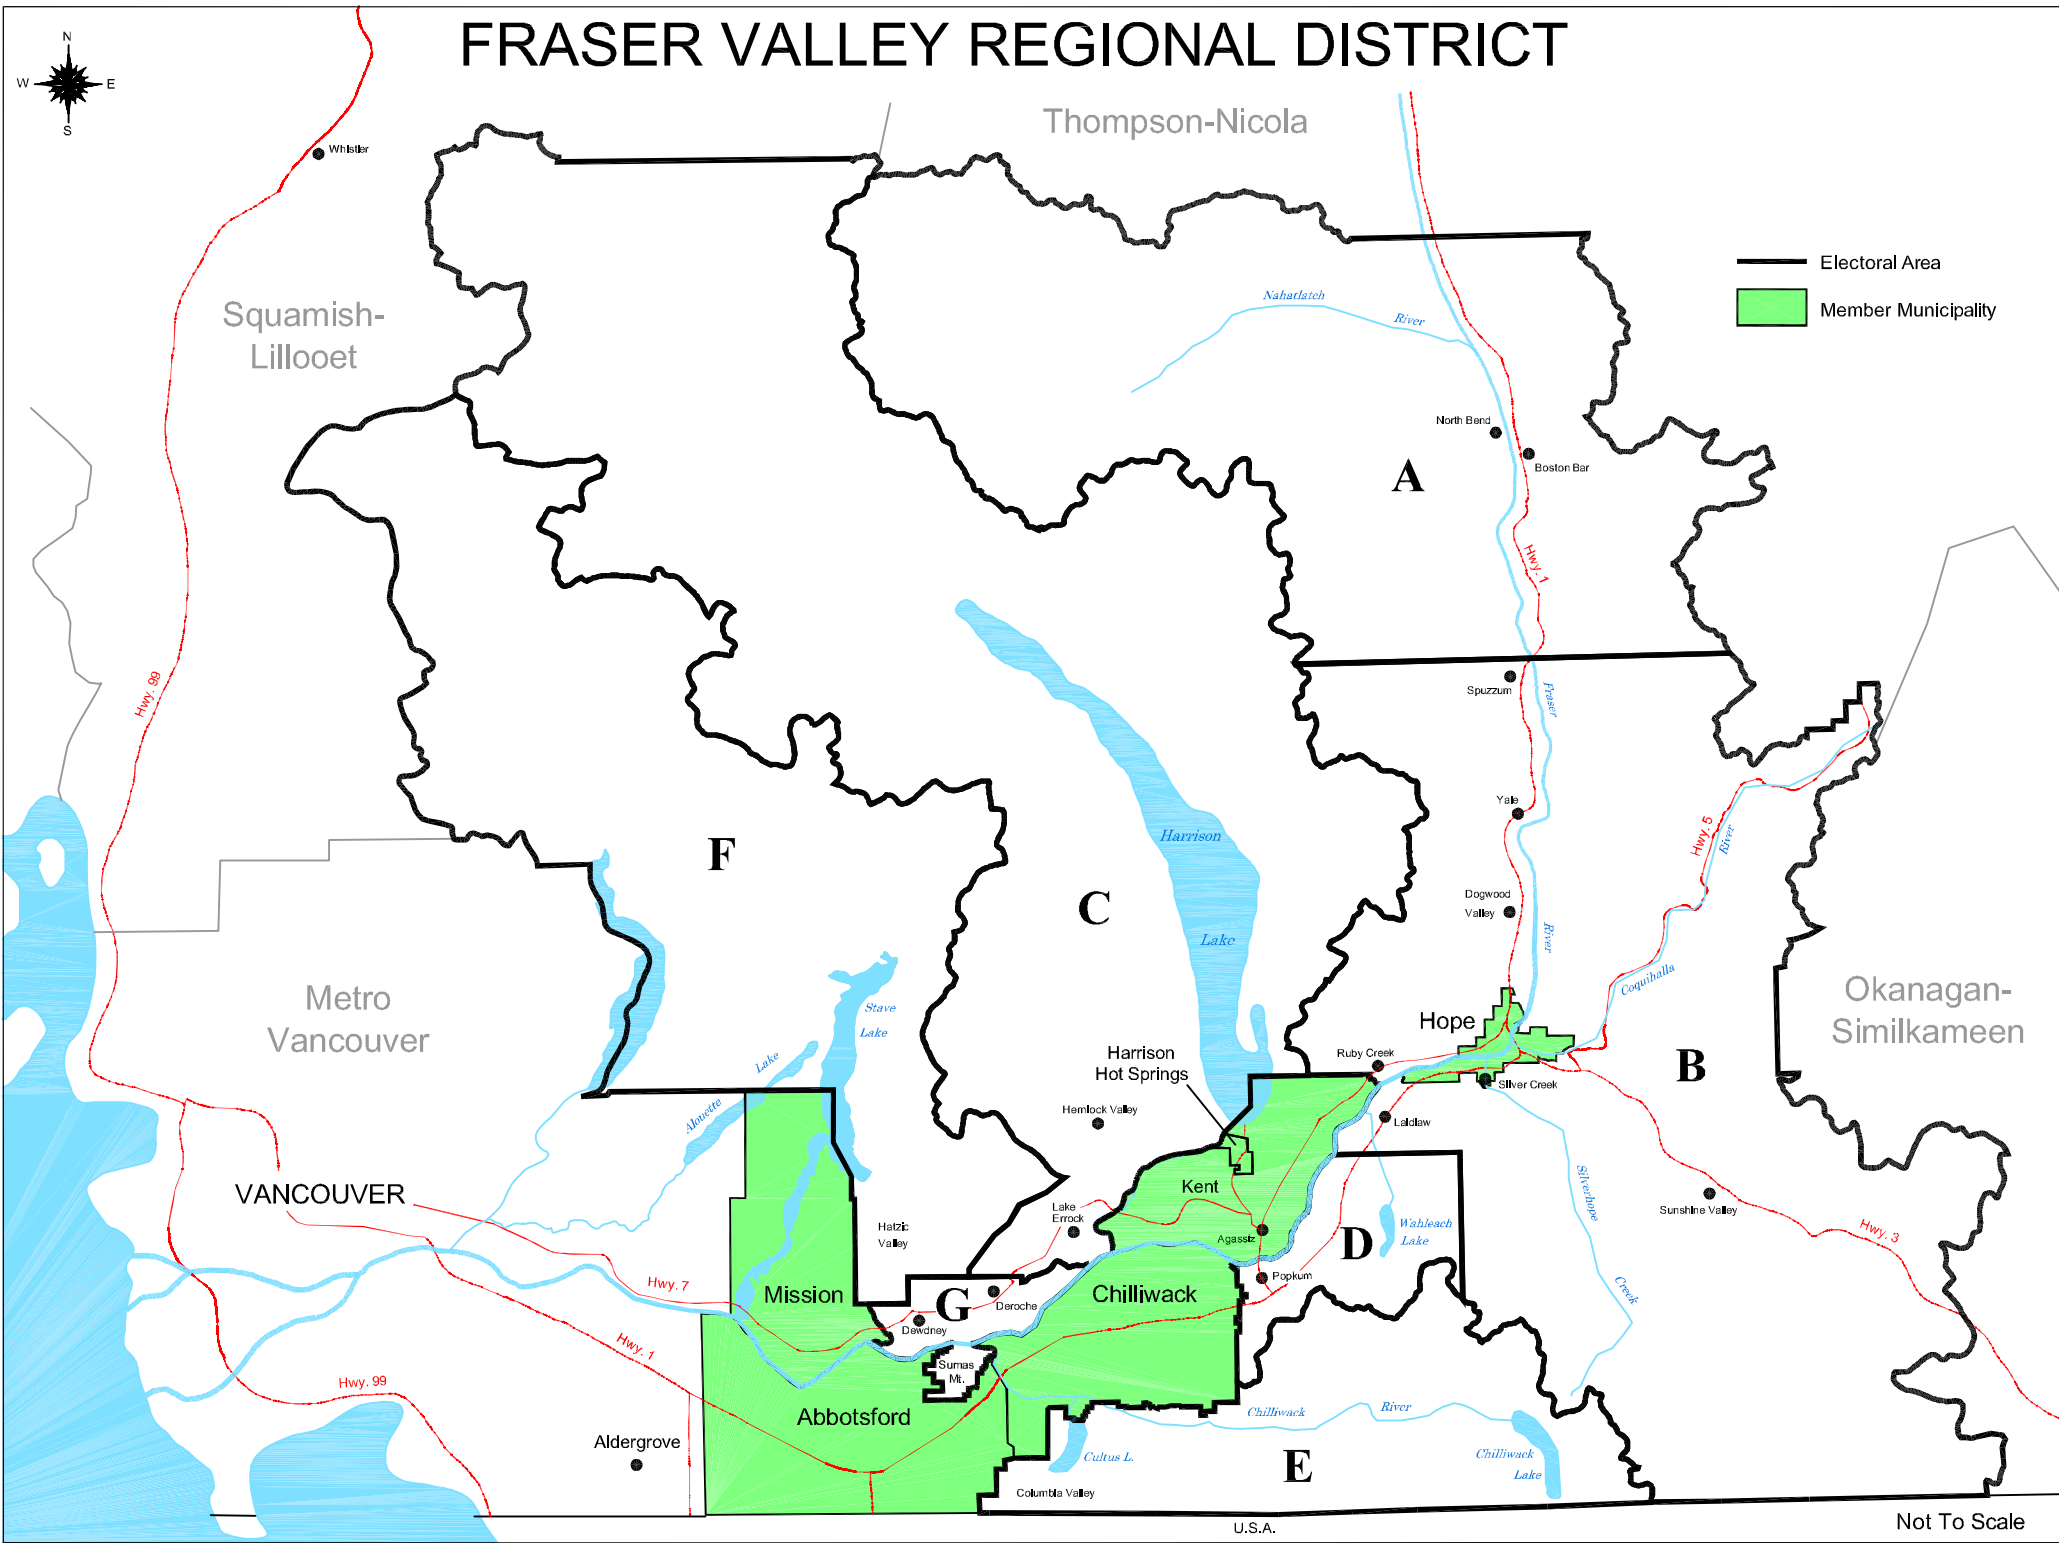 FRASER VALLEY REGIONAL DISTRICT
N
W
E
S
Thompson-Nicola
Whistler
Electoral Area
Member Municipality
Squamish-
Lillooet
Nahatlatch
River
North Bend
Boston Bar
A
Hwy. 1
Hwy. 99
Spuzzum
Fraser
Yale
Harrison
Hwy. 5
River
F
C
Dogwood
Valley
Lake
River
Coquihalla
Metro
Vancouver
Stave
Lake
Okanagan-
Similkameen
Hope
Harrison
Hot Springs
Ruby Creek
B
Lake
Alouette
Silver Creek
Hemlock Valley
Laidlaw
VANCOUVER
Kent
Silverhope
Sunshine Valley
Lake
Errock
Hatzic
Valley
Agassiz
D
Wahleach
Lake
Hwy. 3
Popkum
Hwy. 7
Mission
G
Deroche
Chilliwack
Creek
Dewdney
Hwy. 1
Sumas
Mt.
Hwy. 99
Abbotsford
Chilliwack
River
Aldergrove
Cultus L.
E
Chilliwack
Lake
Columbia Valley
U.S.A.
Not To Scale